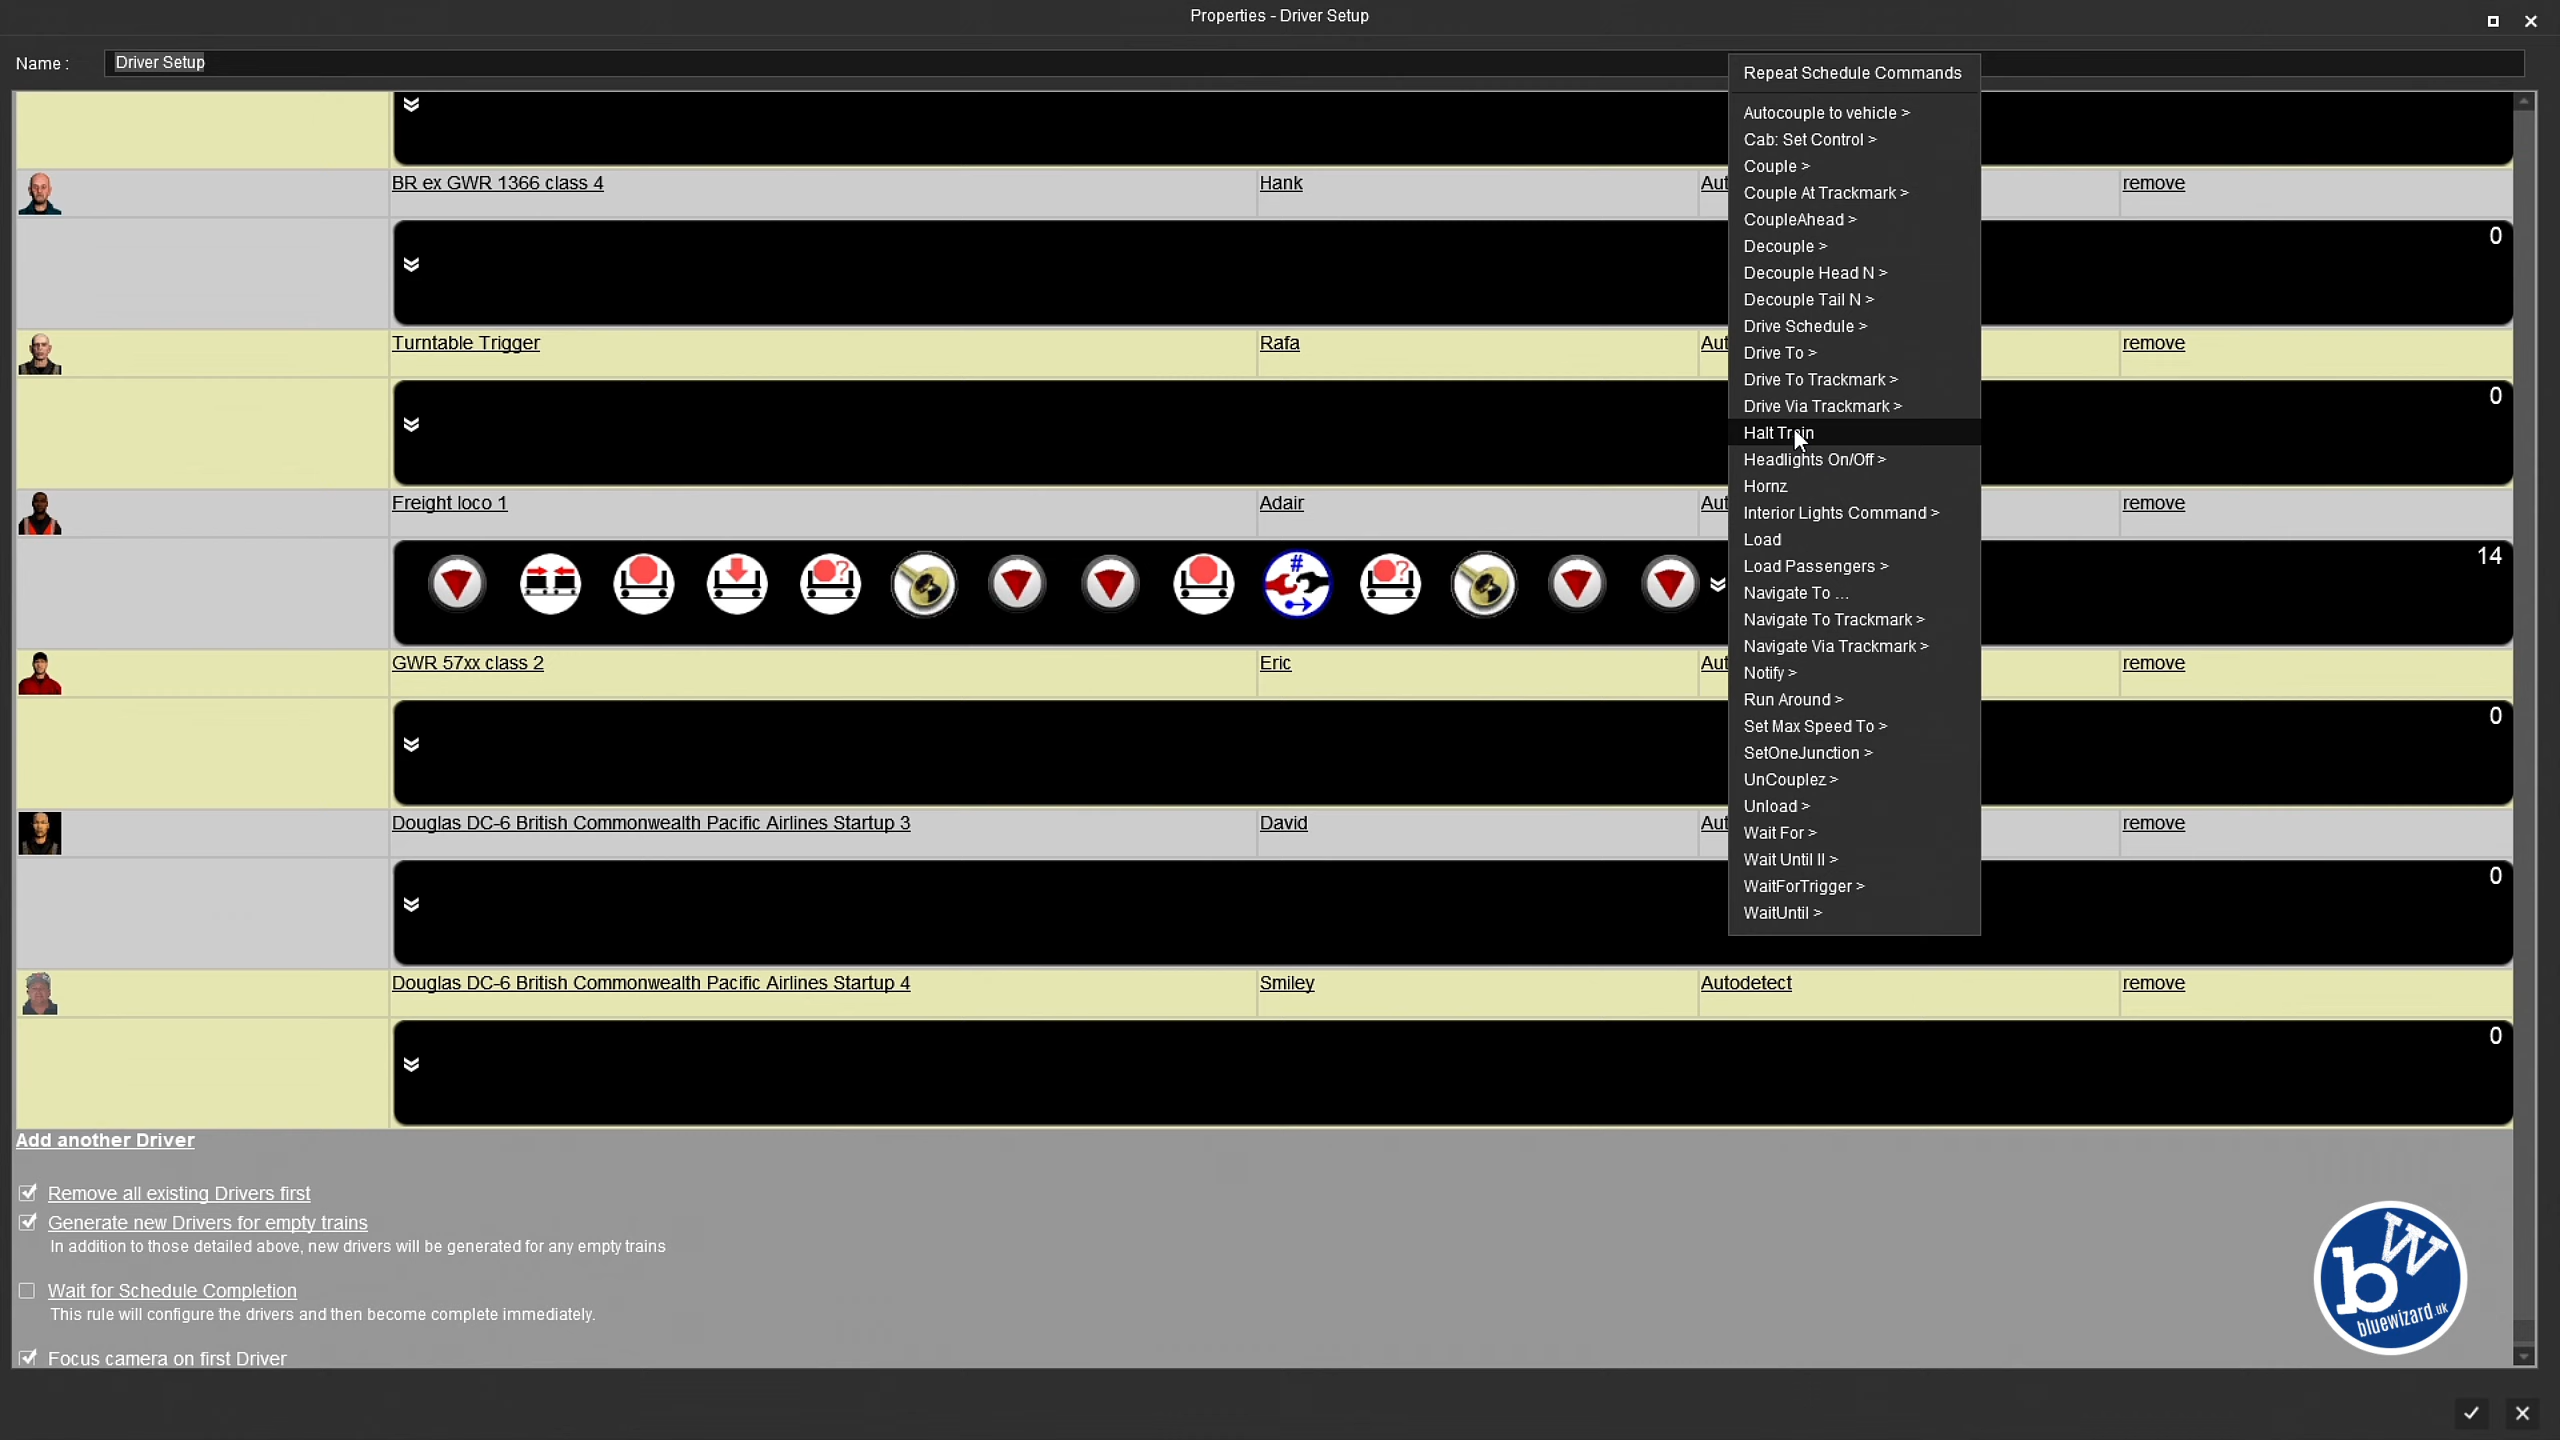 Properties - Driver Setup
Name :
Driver Setup
Repeat Schedule Commands
Autocouple to vehicle >
Cab: Set Control >
Couple >
Couple At Trackmark >
CoupleAhead >
Decouple >
Decouple Head N >
Decouple Tail N >
Drive Schedule >
Drive To >
Drive To Trackmark >
Drive Via Trackmark >
Halt Train
Headlights On/Off >
Hornz
Interior Lights Command >
Load
Load Passengers >
Navigate To ...
Navigate To Trackmark >
Navigate Via Trackmark >
Notify >
Run Around >
Set Max Speed To >
SetOneJunction >
UnCouplez >
Unload >
Wait For >
Wait Until II >
WaitForTrigger >
WaitUntil >
BR ex GWR 1366 class 4 Hank Aut remove
0
Turntable Trigger Rafa Aut remove
0
Freight loco 1 Adair Aut remove
# ? ? 14
GWR 57xx class 2 Eric Aut remove
0
Douglas DC-6 British Commonwealth Pacific Airlines Startup 3 David Aut remove
0
Douglas DC-6 British Commonwealth Pacific Airlines Startup 4 Smiley Autodetect remove
0
Add another Driver
Remove all existing Drivers first
Generate new Drivers for empty trains
In addition to those detailed above, new drivers will be generated for any empty trains
Wait for Schedule Completion
This rule will configure the drivers and then become complete immediately.
Focus camera on first Driver
bw
bluewizard.uk